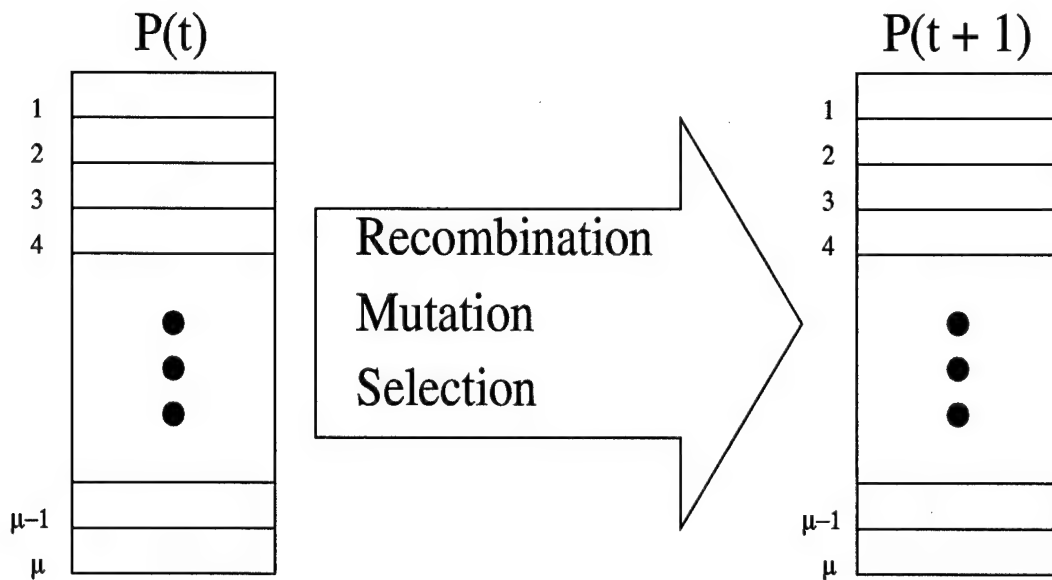 P(t)
1
2
3
4
μ–1
μ
Recombination
Mutation
Selection
P(t + 1)
1
2
3
4
μ–1
μ